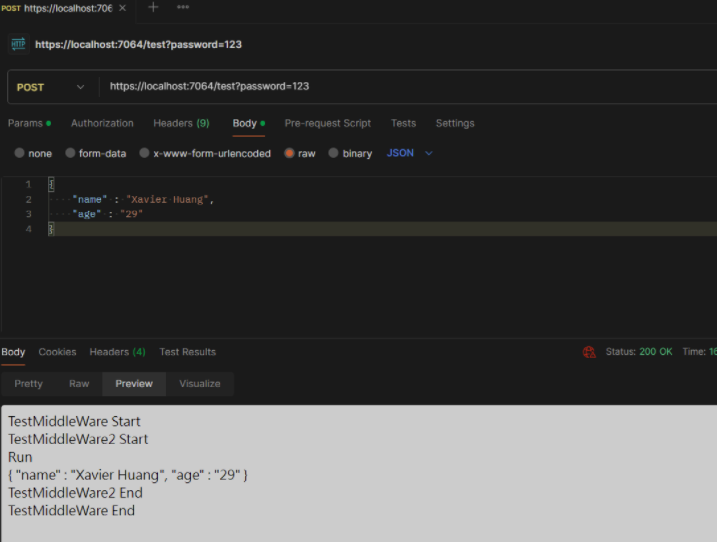 POST https://localhost:706
HTTP https://localhost:7064/test?password=123
POST https://localhost:7064/test?password=123
Params Authorization Headers (9) Body Pre-request Script Tests Settings
none form-data x-www-form-urlencoded raw binary JSON
1 {
2 "name" : "Xavier Huang",
3 "age" : "29"
4 }
Body Cookies Headers (4) Test Results Status: 200 OK Time: 16
Pretty Raw Preview Visualize
TestMiddleWare Start
TestMiddleWare2 Start
Run
{ "name" : "Xavier Huang", "age" : "29" }
TestMiddleWare2 End
TestMiddleWare End